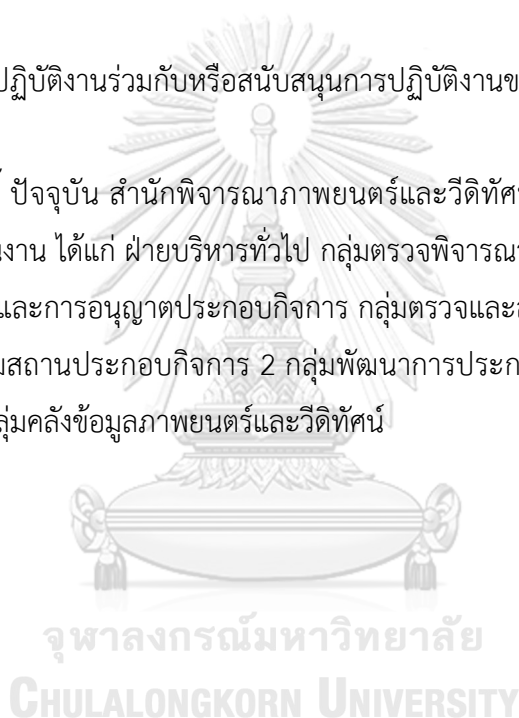 ปฏิบัติงานร่วมกับหรือสนับสนุนการปฏิบัติงานข
ปัจจุบัน สำนักพิจารณาภาพยนตร์และวีดิทัศน
งาน ได้แก่ ฝ่ายบริหารทั่วไป กลุ่มตรวจพิจารณา
และการอนุญาตประกอบกิจการ กลุ่มตรวจและ
มสถานประกอบกิจการ 2 กลุ่มพัฒนาการประก
ลุ่มคลังข้อมูลภาพยนตร์และวีดิทัศน์
จุฬาลงกรณ์มหาวิทยาลัย
CHULALONGKORN UNIVERSITY